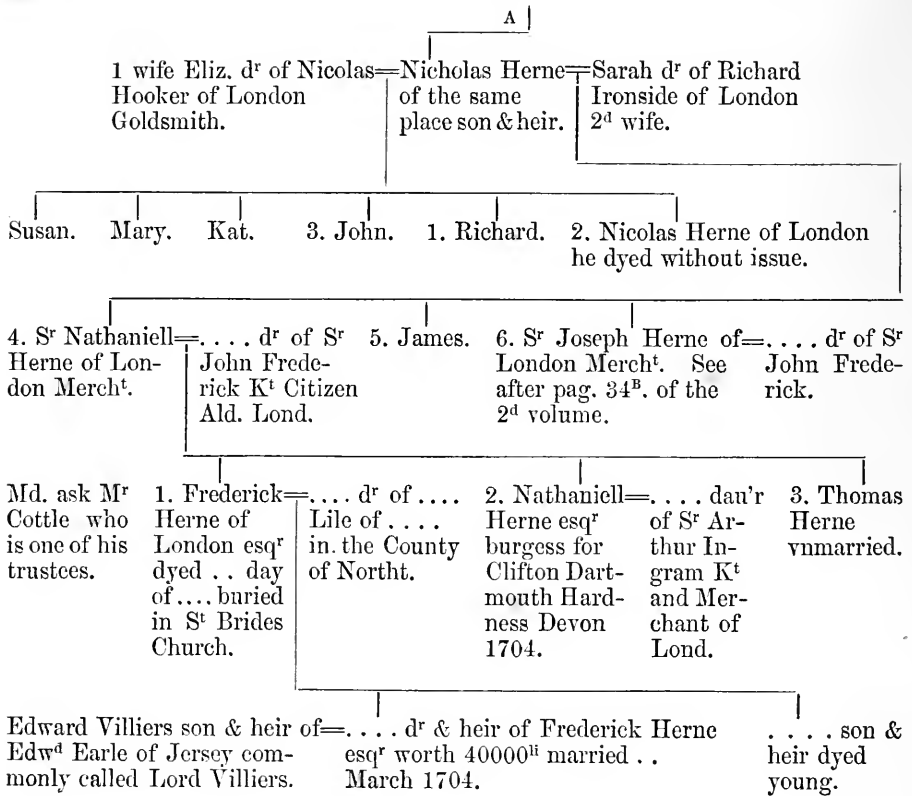 A
1 wife Eliz. dʳ of Nicolas=Nicholas Herne=Sarah dʳ of Richard
Hooker of London
Goldsmith.
of the same
place son & heir.
Ironside of London
2ᵈ wife.
Susan. Mary. Kat. 3. John. 1. Richard. 2. Nicolas Herne of London
he dyed without issue.
4. Sʳ Nathaniell=
Herne of Lon-
don Merchᵗ.
. . . . dʳ of Sʳ
John Frede-
rick Kᵗ Citizen
Ald. Lond.
5. James.
6. Sʳ Joseph Herne of=
London Merchᵗ. See
after pag. 34ᴮ. of the
2ᵈ volume.
. . . . dʳ of Sʳ
John Frede-
rick.
Md. ask Mʳ
Cottle who
is one of his
trustees.
1. Frederick=
Herne of
London esqʳ
dyed . . day
of . . . . buried
in Sᵗ Brides
Church.
. . . . dʳ of . . . .
Lile of . . . .
in. the County
of Northt.
2. Nathaniell=
Herne esqʳ
burgess for
Clifton Dart-
mouth Hard-
ness Devon
1704.
. . . . dau'r
of Sʳ Ar-
thur In-
gram Kᵗ
and Mer-
chant of
Lond.
3. Thomas
Herne
vnmarried.
Edward Villiers son & heir of=
Edwᵈ Earle of Jersey com-
monly called Lord Villiers.
. . . . dʳ & heir of Frederick Herne
esqʳ worth 40000ˡⁱ married . .
March 1704.
. . . . son &
heir dyed
young.